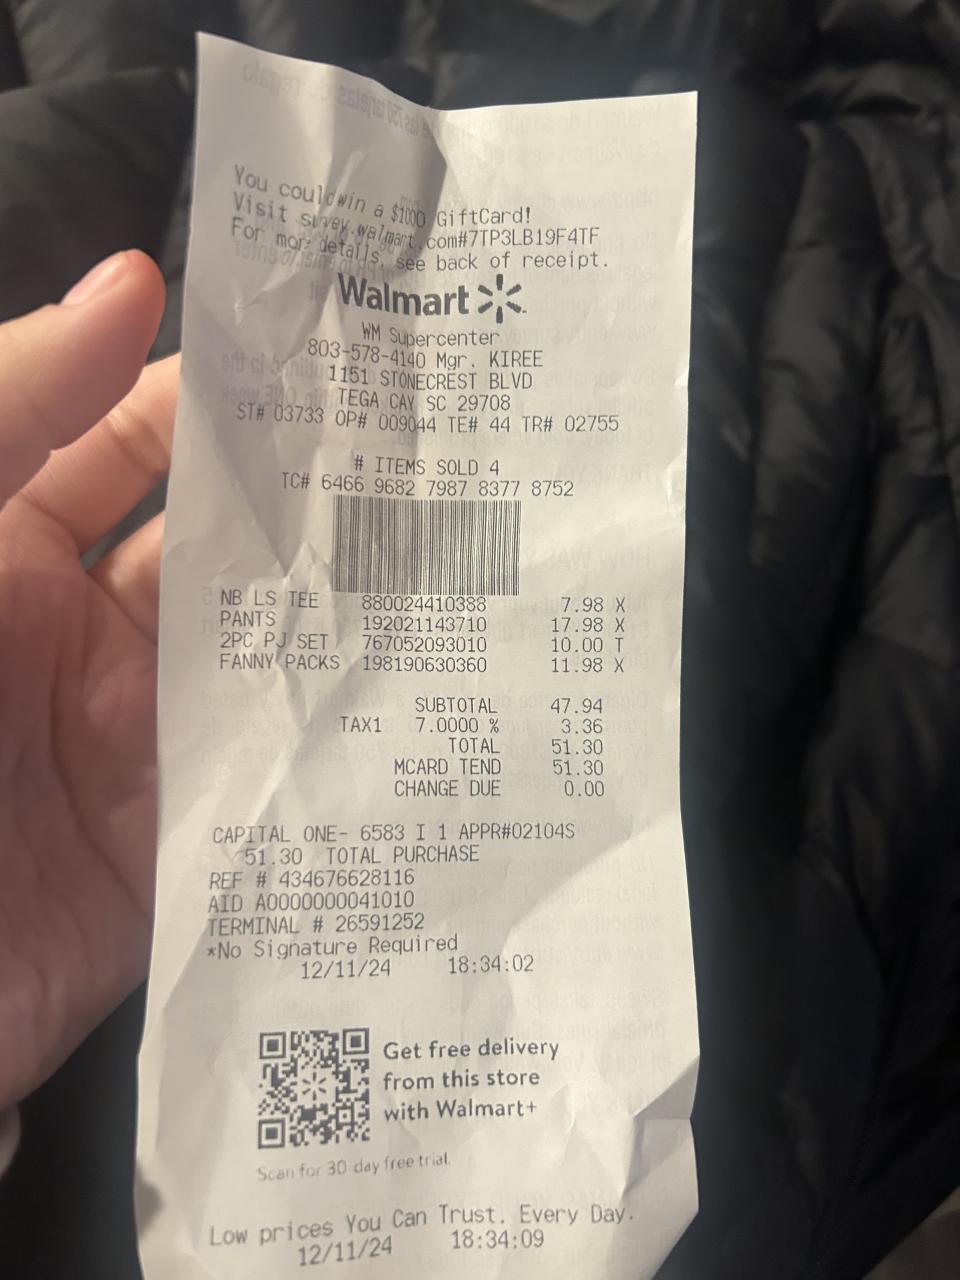 You could win a $1000 GiftCard!
Visit survey.walmart.com#7TP3LB19F4TF
For more details, see back of receipt.
Walmart
WM Supercenter
803-578-4140 Mgr. KIREE
1151 STONECREST BLVD
TEGA CAY SC 29708
ST# 03733 OP# 009044 TE# 44 TR# 02755
# ITEMS SOLD 4
TC# 6466 9682 7987 8377 8752
NB LS TEE 880024410388 7.98 X
PANTS 192021143710 17.98 X
2PC PJ SET 767052093010 10.00 T
FANNY PACKS 198190630360 11.98 X
SUBTOTAL 47.94
TAX1 7.0000 % 3.36
TOTAL 51.30
MCARD TEND 51.30
CHANGE DUE 0.00
CAPITAL ONE- 6583 I 1 APPR#02104S
51.30 TOTAL PURCHASE
REF # 434676628116
AID A0000000041010
TERMINAL # 26591252
*No Signature Required
12/11/24 18:34:02
Get free delivery
from this store
with Walmart+
Scan for 30-day free trial.
Low prices You Can Trust. Every Day.
12/11/24 18:34:09